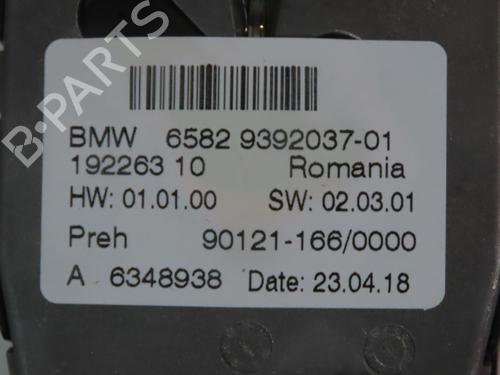 B-PARTS
BMW 6582 9392037-01
192263 10 Romania
HW: 01.01.00 SW: 02.03.01
Preh 90121-166/0000
A 6348938 Date: 23.04.18